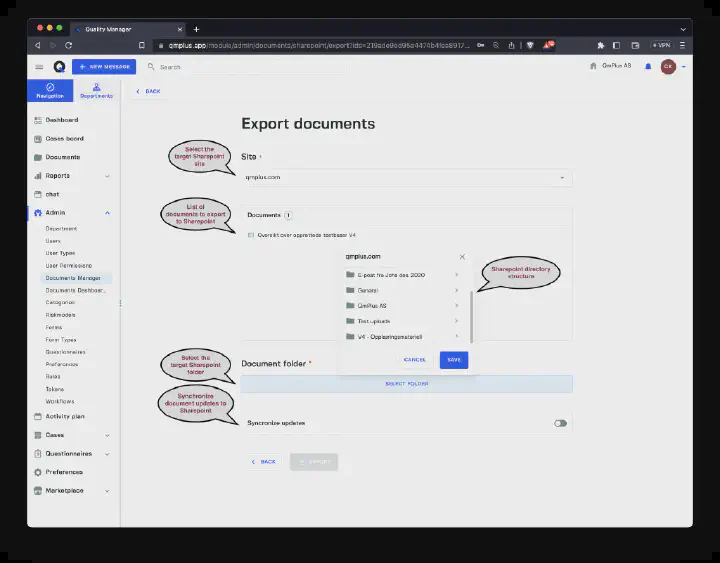 Quality Manager
qmplus.app/module/admin/documents/sharepoint/export?ids=
VPN
NEW MESSAGE
Search
QmPlus AS
Navigation
Departments
BACK
Dashboard
Cases board
Documents
Reports
chat
Admin
Department
Users
User Types
User Permissions
Documents Manager
Documents Dashboar...
Categories
Riskmodels
Forms
Form Types
Questionnaires
Preferences
Roles
Tokens
Workflows
Activity plan
Cases
Questionnaires
Preferences
Marketplace
Export documents
Select the
target Sharepoint
site
Site *
qmplus.com
List of
documents to export
to Sharepoint
Documents 1
Oversikt over opprettede testbaser V4
qmplus.com
E-post fra Jons des. 2020
General
QmPlus AS
Test uploads
V4 - Opplæringsmateriell
CANCEL
SAVE
Sharepoint directory
structure
Select the
target Sharepoint
folder
Document folder *
SELECT FOLDER
Synchronize
document updates to
Sharepoint
Syncronize updates
BACK
EXPORT